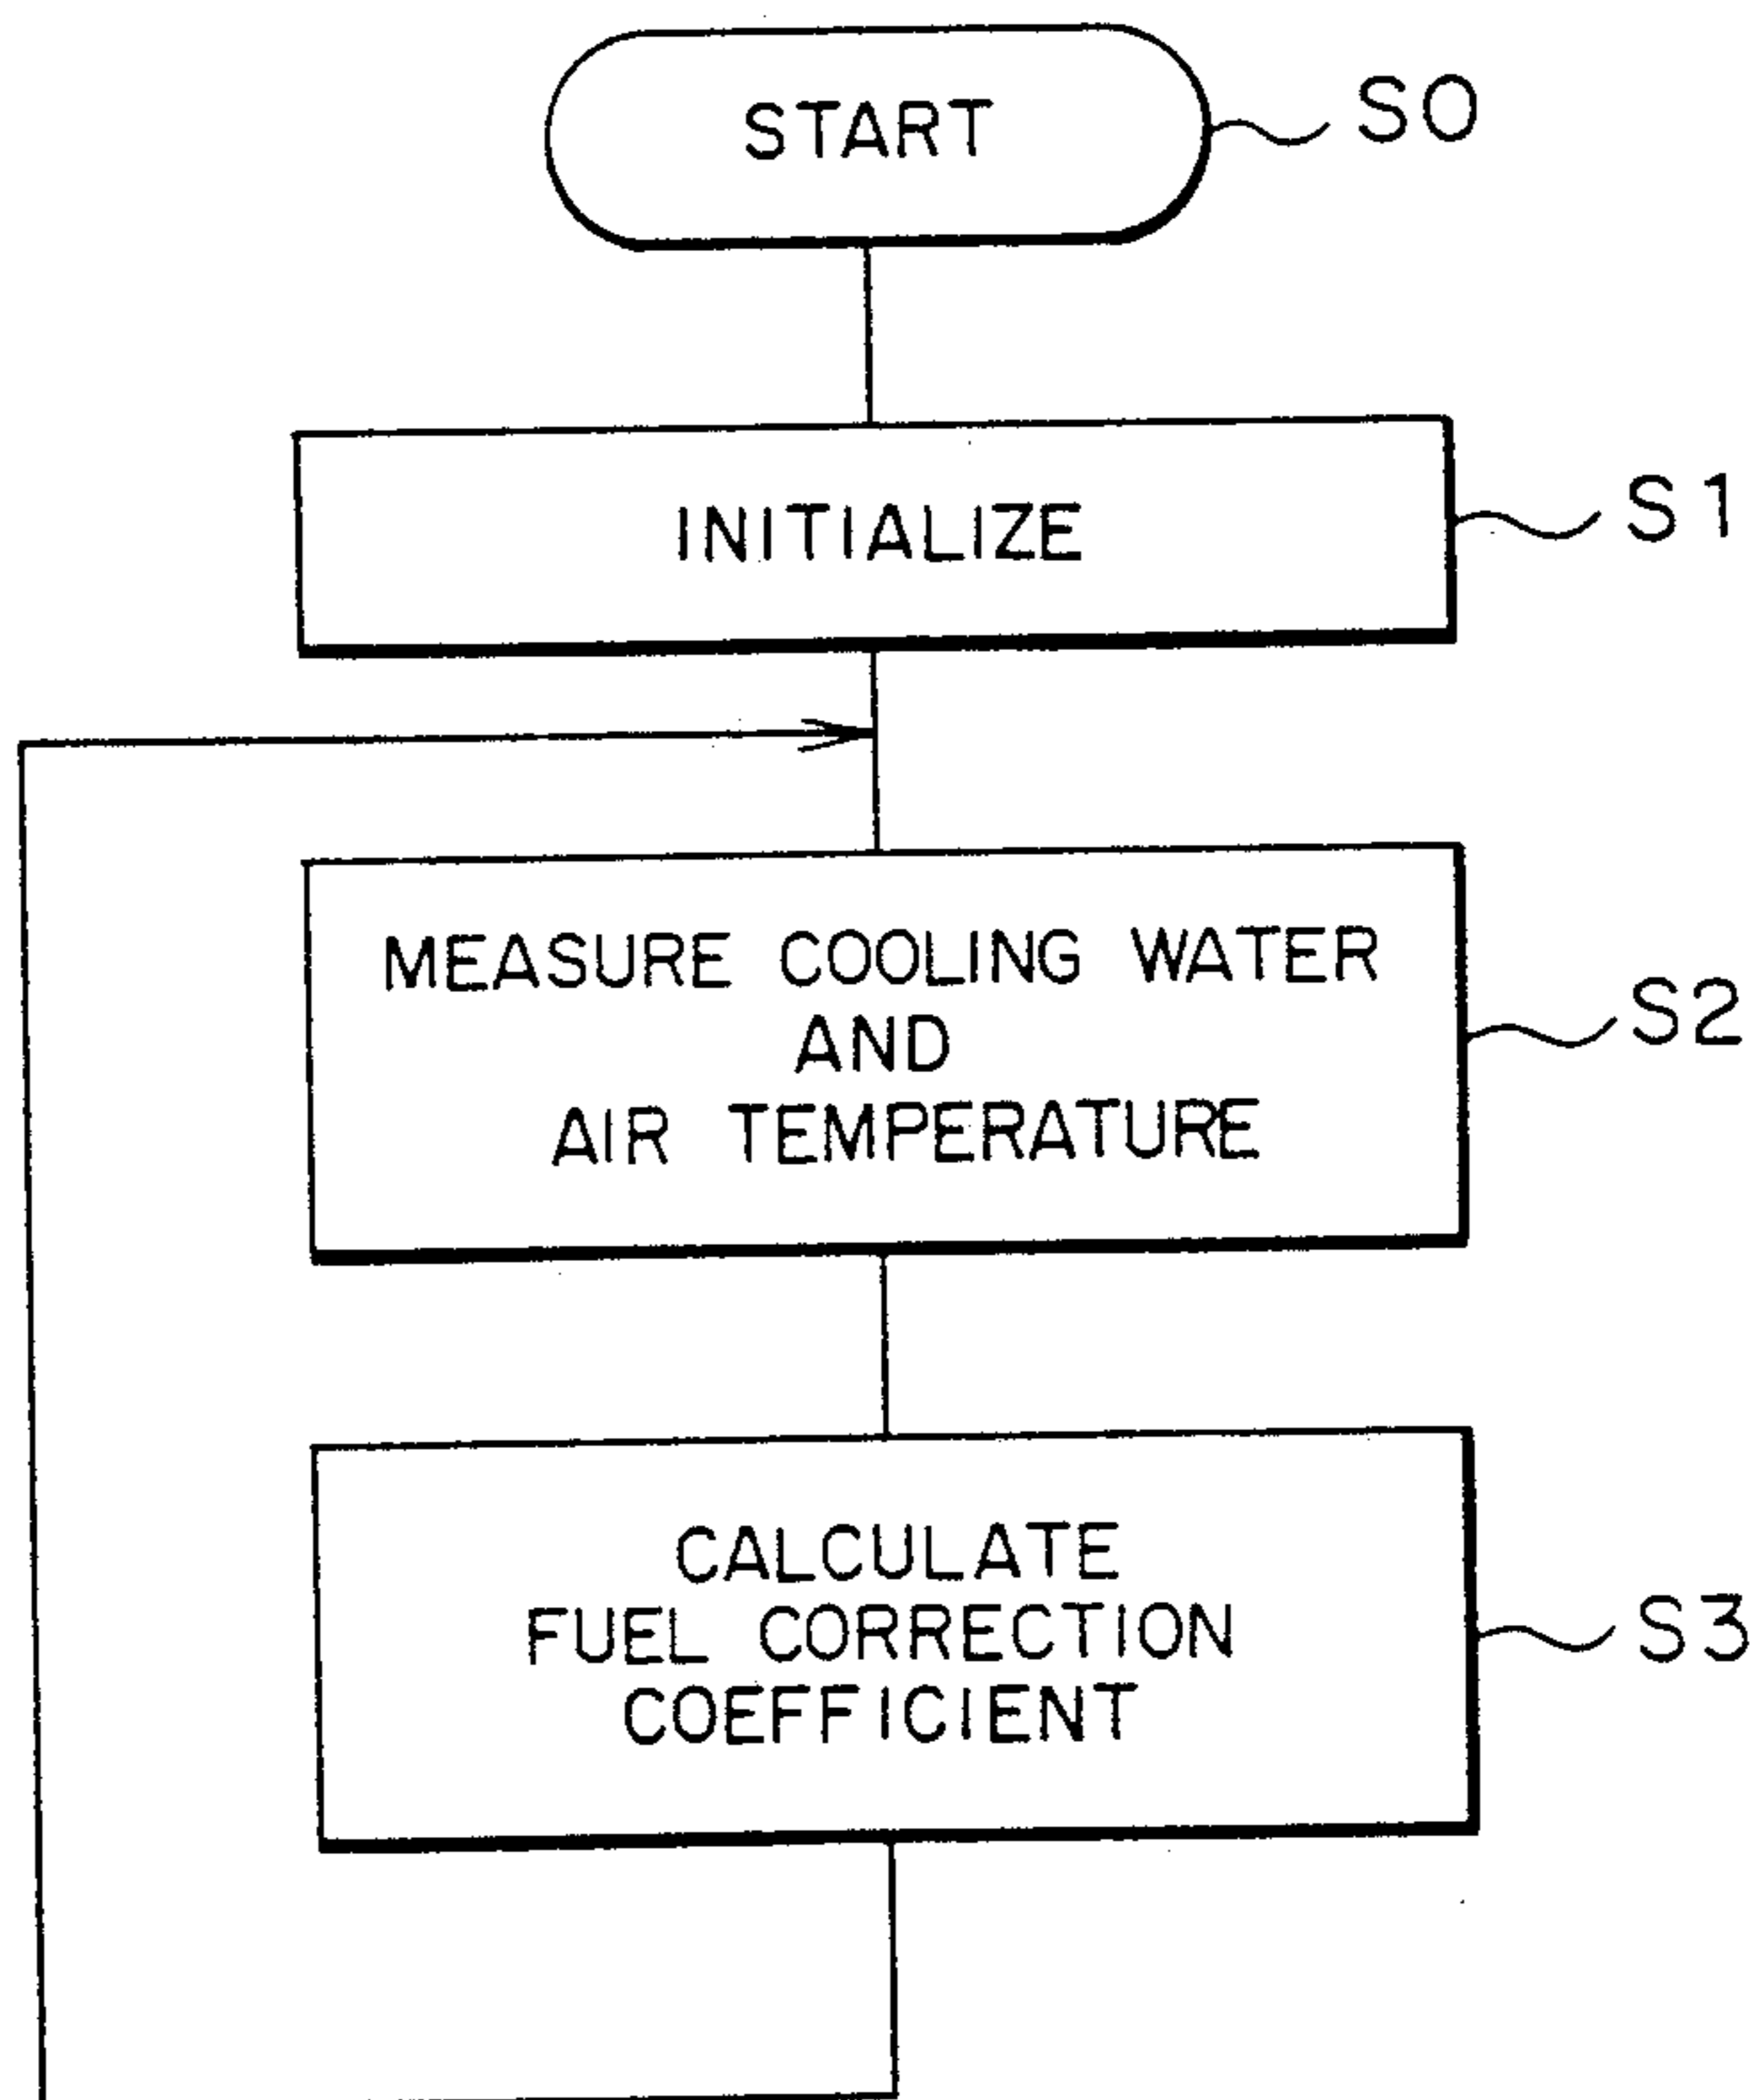 START
S0
INITIALIZE
S1
MEASURE COOLING WATER
AND
AIR TEMPERATURE
S2
CALCULATE
FUEL CORRECTION
COEFFICIENT
S3